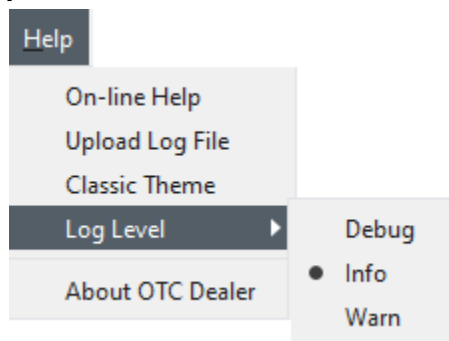 Help
On-line Help
Upload Log File
Classic Theme
Log Level
Debug
Info
Warn
About OTC Dealer